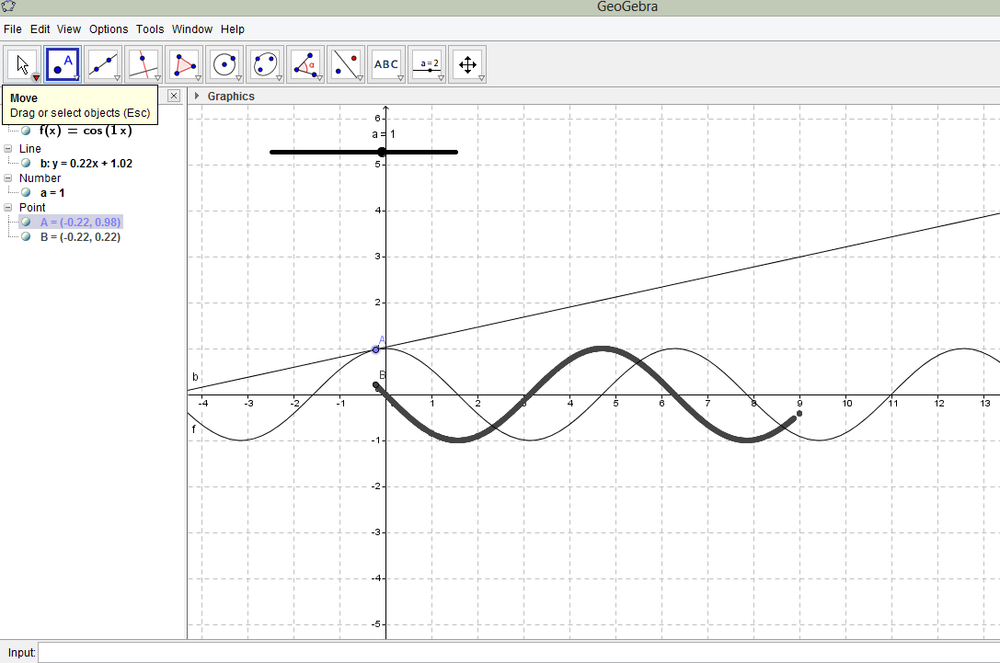 GeoGebra
File Edit View Options Tools Window Help
A
α
ABC
a=2
Move
Drag or select objects (Esc)
Graphics
f(x) = cos(1 x)
Line
b: y = 0.22x + 1.02
Number
a = 1
Point
A = (-0.22, 0.98)
B = (-0.22, 0.22)
6
a = 1
5
4
3
2
A
b
B
-4 -3 -2 -1 1 2 3 4 5 6 7 8 9 10 11 12 13
f
-1
-2
-3
-4
-5
Input: